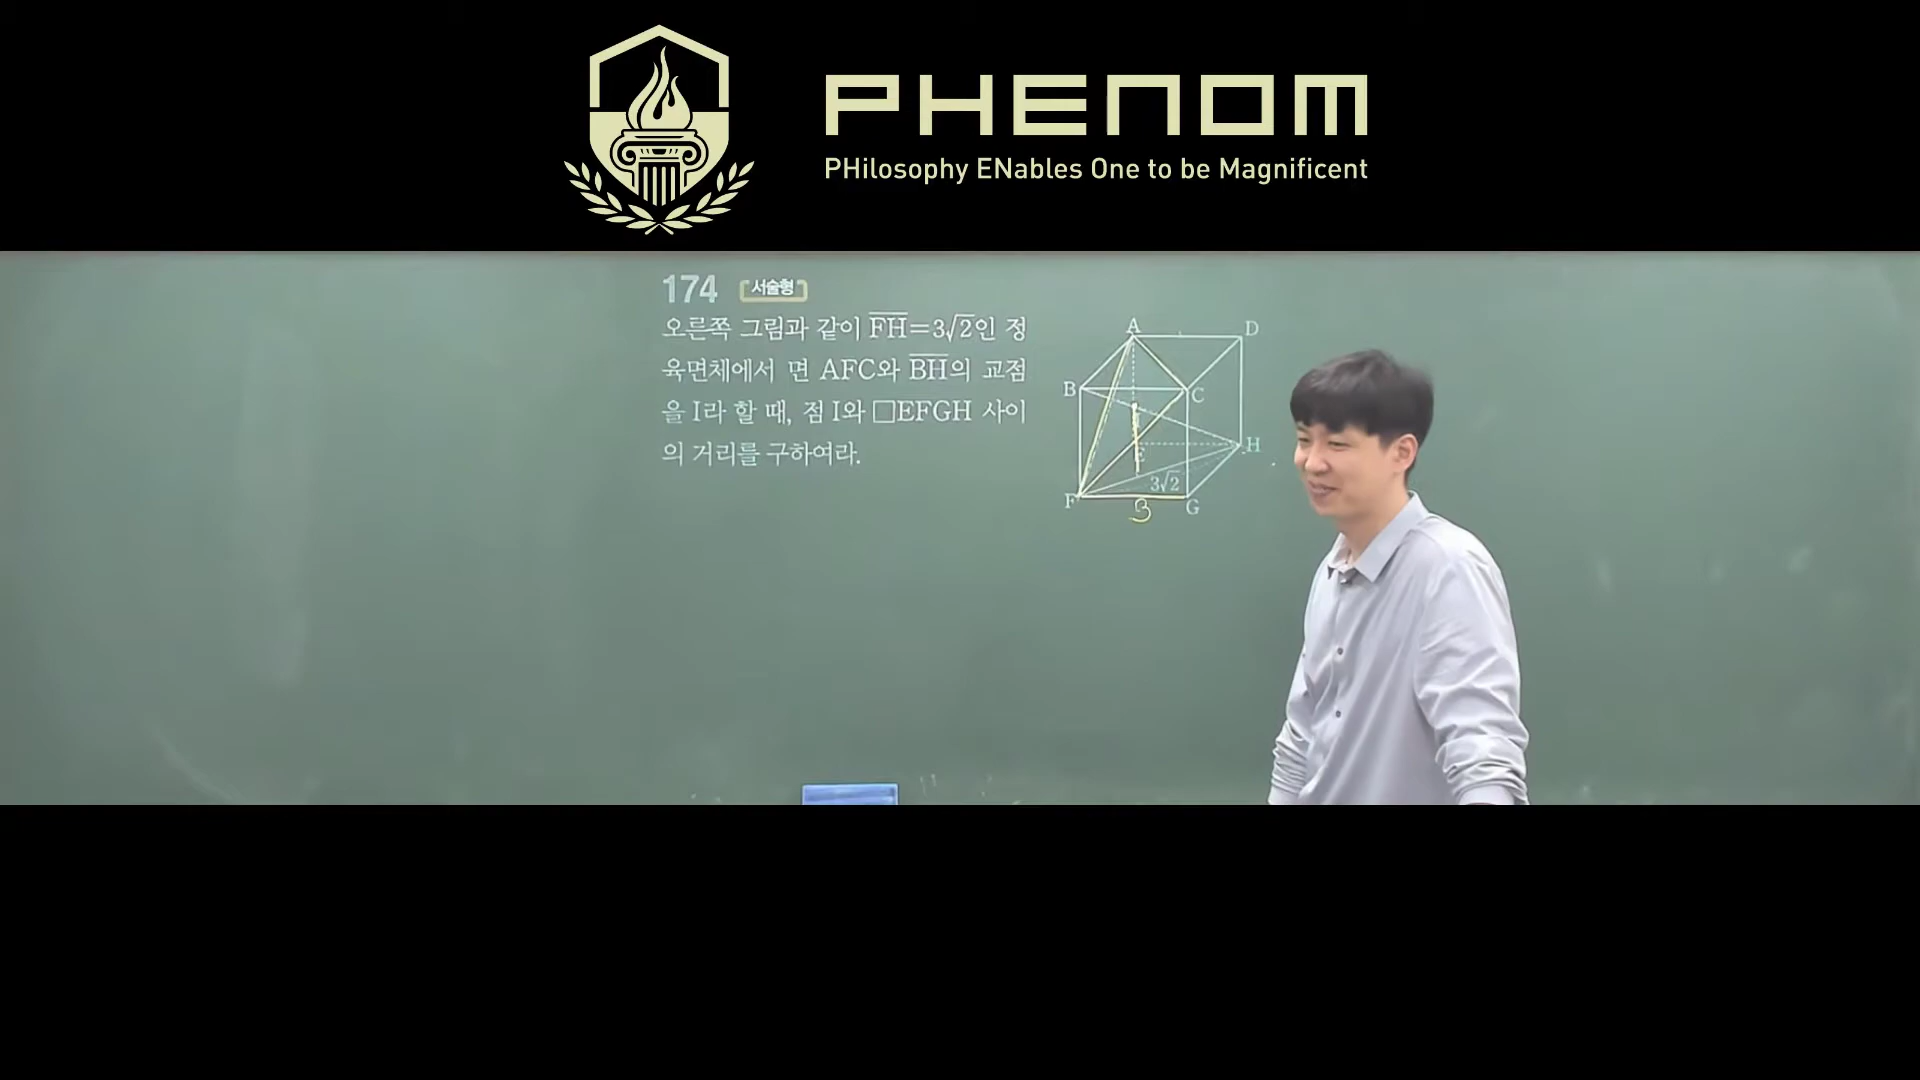 PHENOM
PHilosophy ENables One to be Magnificent
174 서술형
오른쪽 그림과 같이 FH=3√2인 정
육면체에서 면 AFC와 BH의 교점
을 I라 할 때, 점 I와 □EFGH 사이
의 거리를 구하여라.
A D
B C
E H
3√2
F 3 G